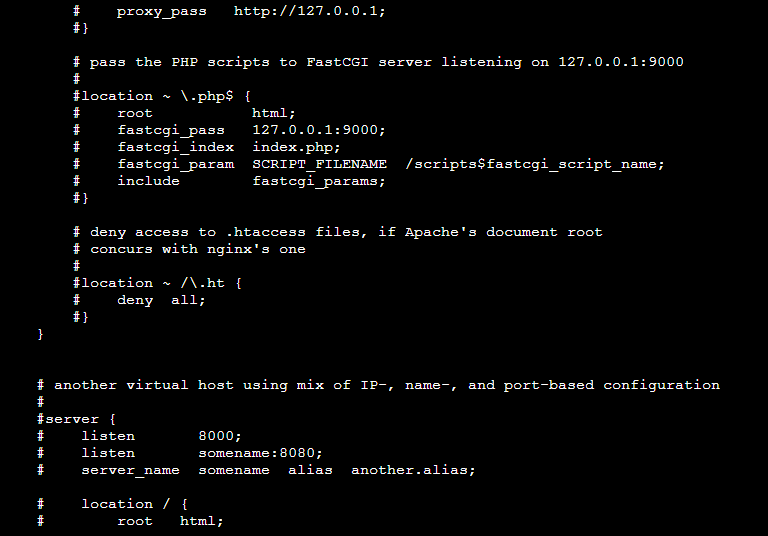 #    proxy_pass   http://127.0.0.1;
        #}

        # pass the PHP scripts to FastCGI server listening on 127.0.0.1:9000
        #
        #location ~ \.php$ {
        #    root           html;
        #    fastcgi_pass   127.0.0.1:9000;
        #    fastcgi_index  index.php;
        #    fastcgi_param  SCRIPT_FILENAME  /scripts$fastcgi_script_name;
        #    include        fastcgi_params;
        #}

        # deny access to .htaccess files, if Apache's document root
        # concurs with nginx's one
        #
        #location ~ /\.ht {
        #    deny  all;
        #}
    }


    # another virtual host using mix of IP-, name-, and port-based configuration
    #
    #server {
    #    listen       8000;
    #    listen       somename:8080;
    #    server_name  somename  alias  another.alias;

    #    location / {
    #        root   html;